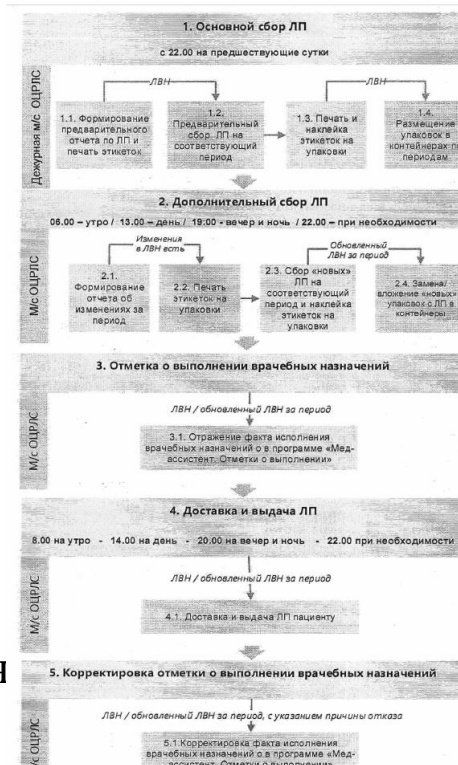 1. Основной сбор ЛП
с 22.00 на предшествующие сутки
Дежурная м/с ОЦРЛС
ЛВН
ЛВН
1.1. Формирование
предварительного
отчета по ЛП и
печать этикеток
1.2.
Предварительный
сбор ЛП на
соответствующий
период
1.3. Печать и
наклейка
этикеток на
упаковки
1.4.
Размещение
упаковок в
контейнерах по
периодам
2. Дополнительный сбор ЛП
06.00 – утро / 13.00 – день / 19:00 - вечер и ночь / 22.00 – при необходимости
М/с ОЦРЛС
Изменения
в ЛВН есть
Обновленный
ЛВН за период
2.1.
Формирование
отчета об
изменениях за
период
2.2. Печать
этикеток на
упаковки
2.3. Сбор «новых»
ЛП на
соответствующий
период и наклейка
этикеток на
упаковки
2.4. Замена/
вложение «новых»
упаковок с ЛП в
контейнеры
3. Отметка о выполнении врачебных назначений
М/с ОЦРЛС
ЛВН / обновленный ЛВН за период
3.1. Отражение факта исполнения
врачебных назначений о в программе «Мед-
ассистент. Отметки о выполнении»
4. Доставка и выдача ЛП
8.00 на утро - 14.00 на день - 20.00 на вечер и ночь - 22.00 при необходимости
М/с ОЦРЛС
ЛВН / обновленный ЛВН за период
4.1. Доставка и выдача ЛП пациенту
5. Корректировка отметки о выполнении врачебных назначений
ОЦРЛС
ЛВН / обновленный ЛВН за период, с указанием причины отказа
5.1.Корректировка факта исполнения
врачебных назначений о в программе «Мед-
ассистент. Отметки о выполнении»